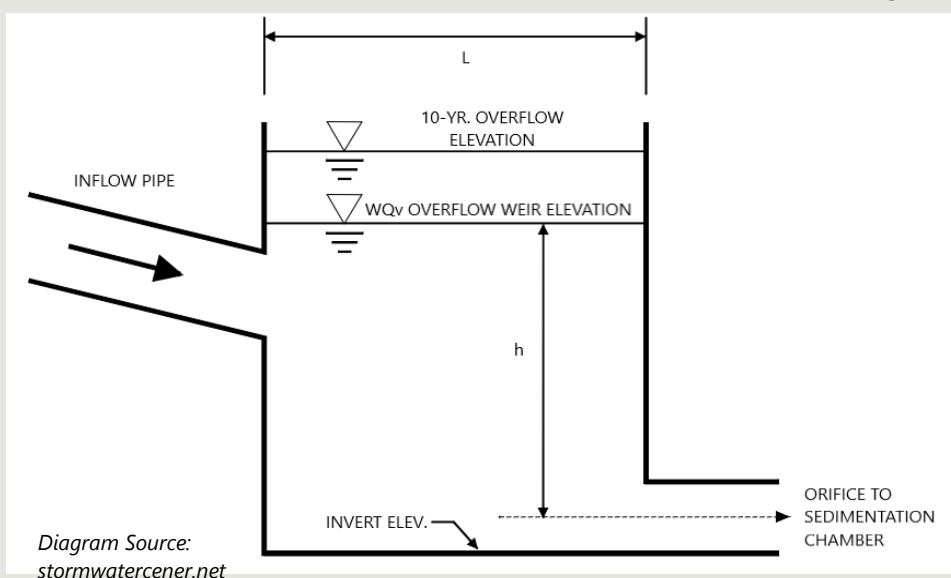 L
10-YR. OVERFLOW
ELEVATION
INFLOW PIPE
WQv OVERFLOW WEIR ELEVATION
h
ORIFICE TO
SEDIMENTATION
CHAMBER
INVERT ELEV.
Diagram Source:
stormwatercener.net